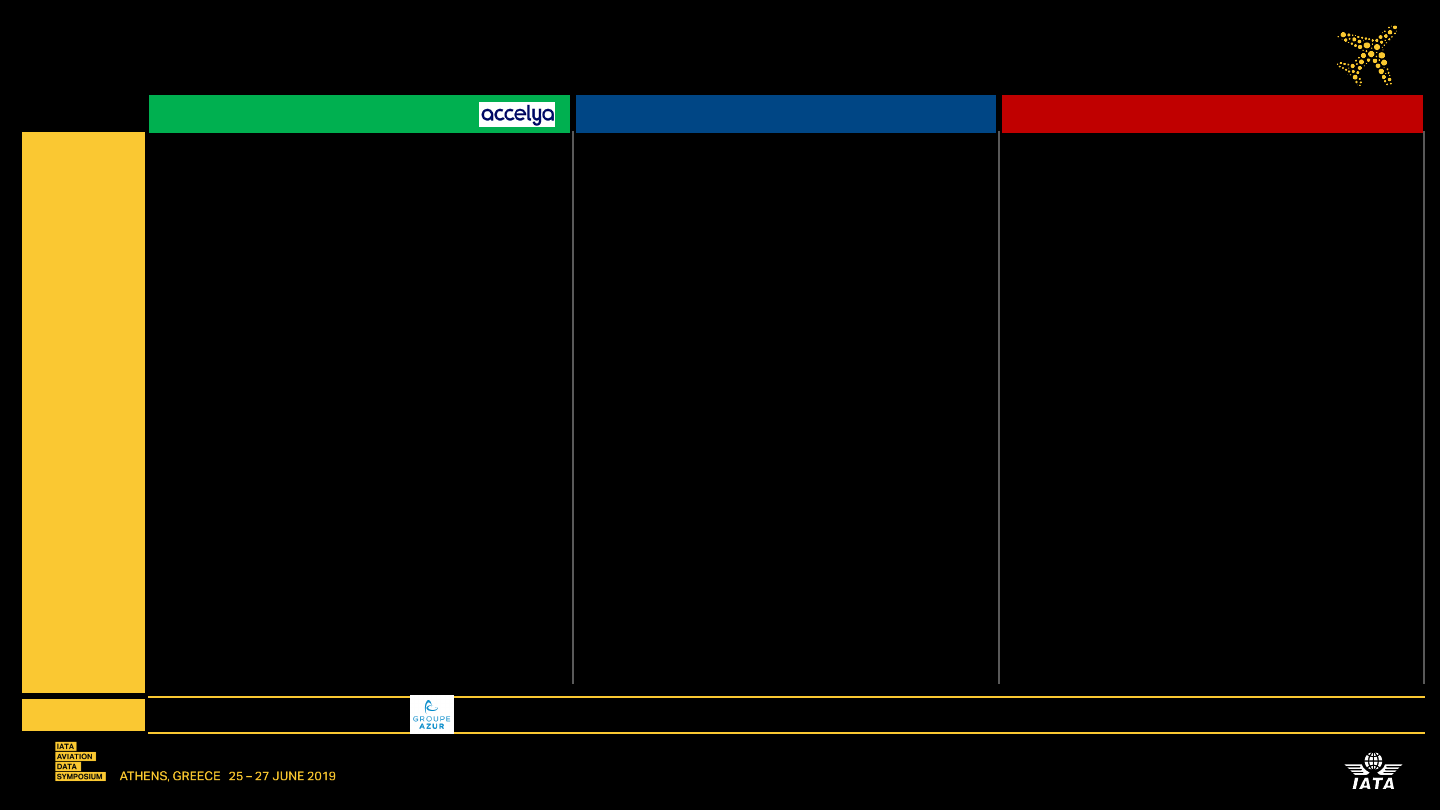 accelya
GROUPE
AZUR
IATA
AVIATION
DATA
SYMPOSIUM
ATHENS, GREECE 25 – 27 JUNE 2019
IATA